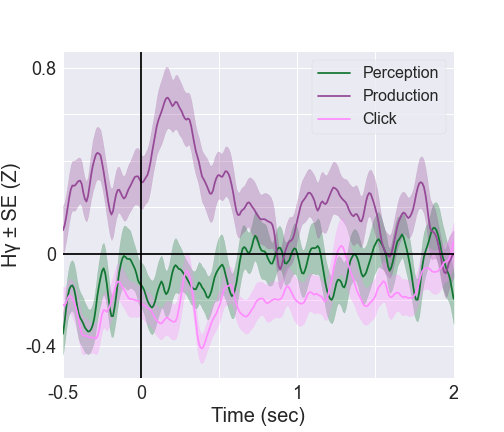 Perception
Production
Click
0.8
0
-0.4
Hγ ± SE (Z)
-0.5
0
1
2
Time (sec)